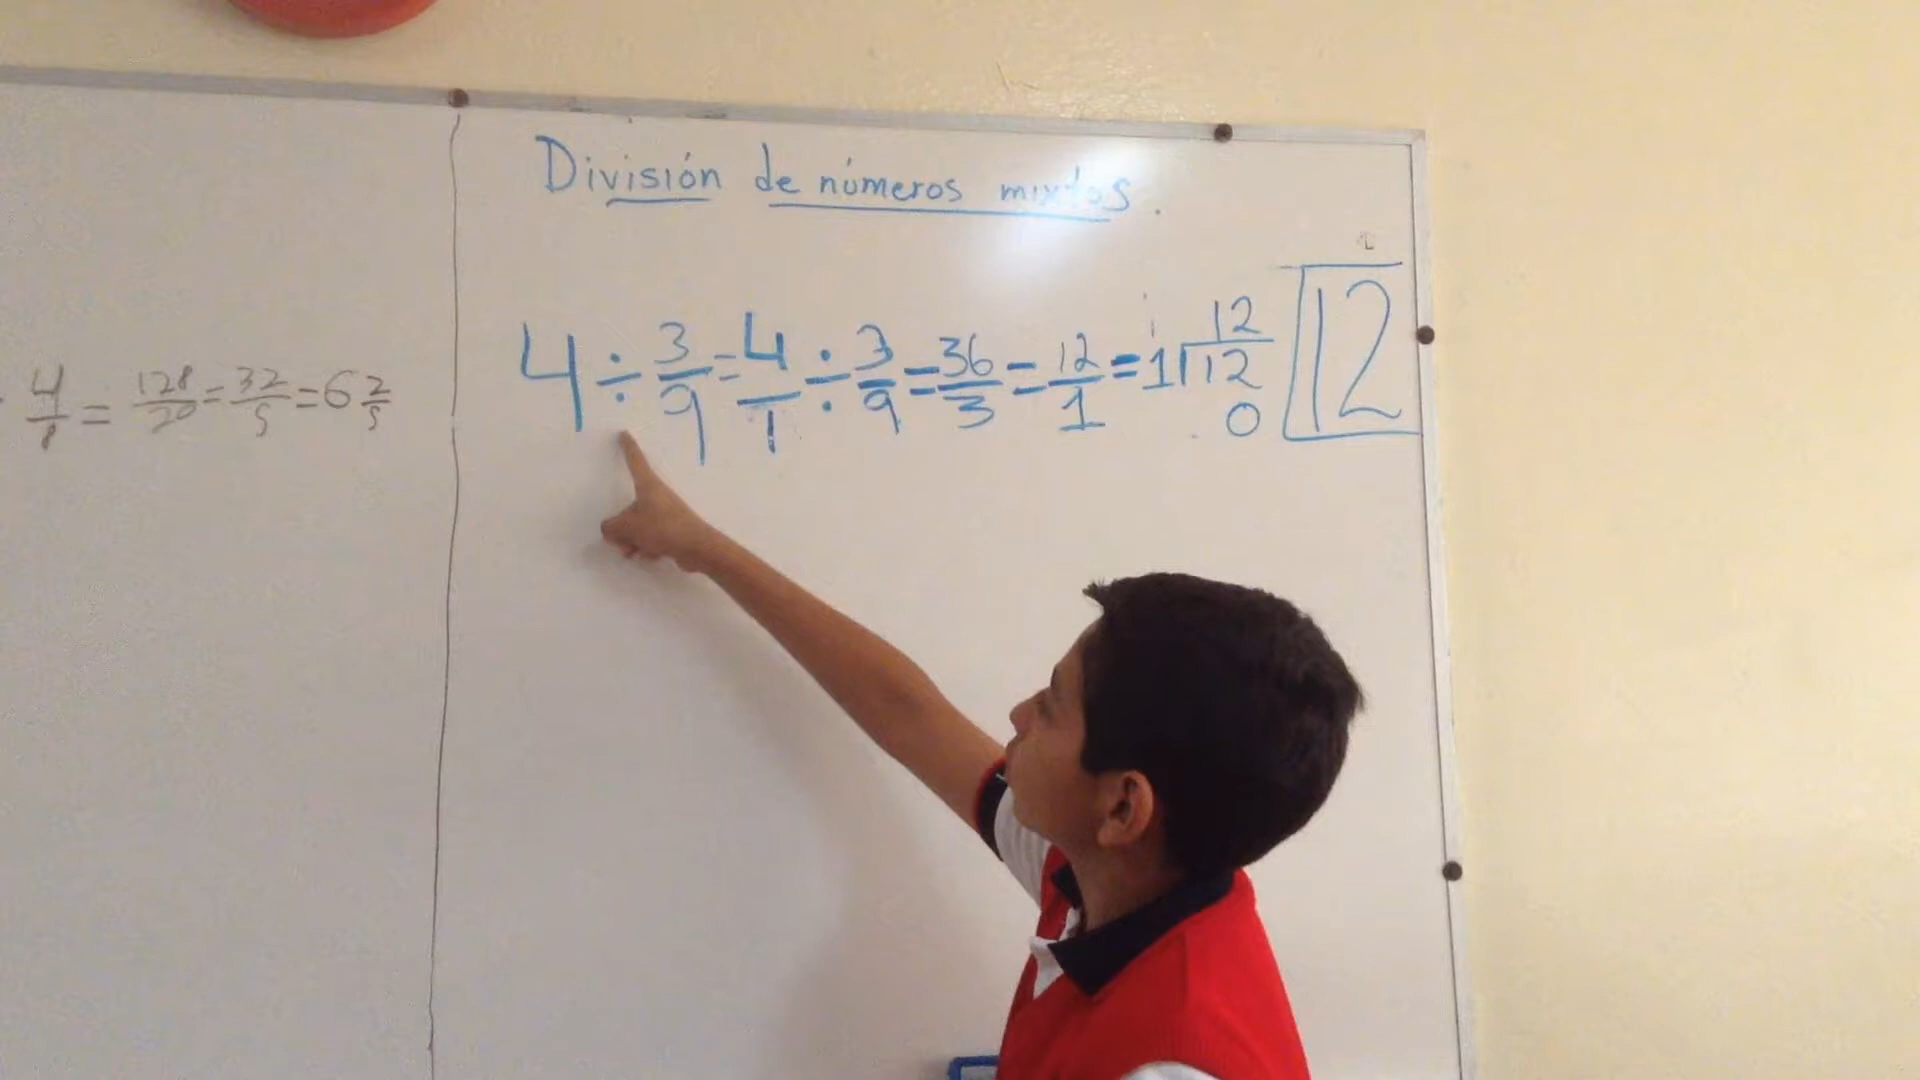 División de números mixtos.
4 ÷ 3/9 = 4/1 ÷ 3/9 = 36/3 = 12/1 = 1√12 12 0 12
4/8 = 128/20 = 32/5 = 6 2/5